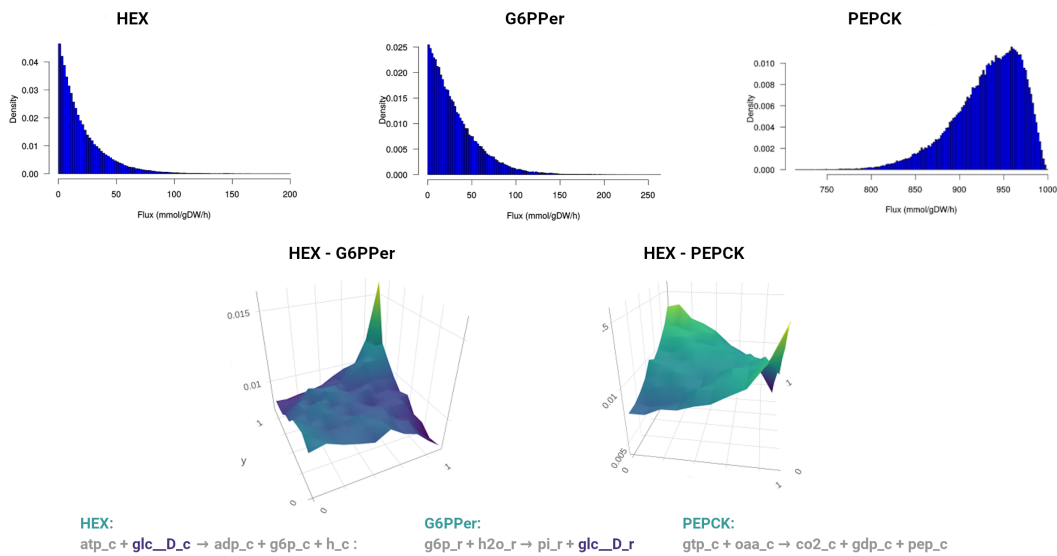 HEX
G6PPer
PEPCK
0.04
0.03
0.02
0.01
0.00
Density
0
50
100
150
200
Flux (mmol/gDW/h)
0.025
0.020
0.015
0.010
0.005
0.000
Density
0
50
100
150
200
250
Flux (mmol/gDW/h)
0.010
0.008
0.006
0.004
0.002
0.000
Density
750
800
850
900
950
1000
Flux (mmol/gDW/h)
HEX - G6PPer
HEX - PEPCK
0.015
0.01
1
y
0
0
1
.5
0.01
0.005
0
1
0
1
HEX:
atp_c + glc__D_c → adp_c + g6p_c + h_c :
G6PPer:
g6p_r + h2o_r → pi_r + glc__D_r
PEPCK:
gtp_c + oaa_c → co2_c + gdp_c + pep_c